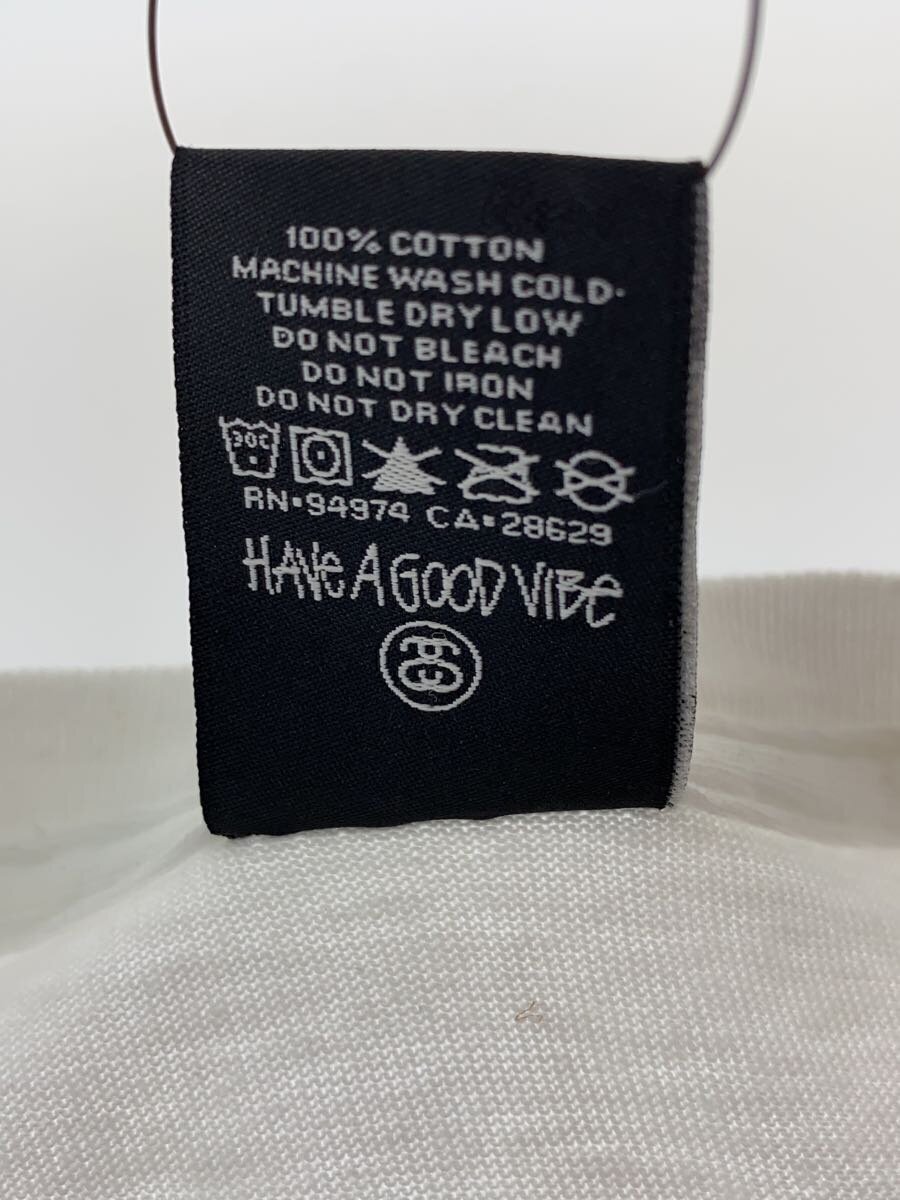 100% COTTON
MACHINE WASH COLD-
TUMBLE DRY LOW
DO NOT BLEACH
DO NOT IRON
DO NOT DRY CLEAN
30C
RN•94974 CA•28629
HAVE A GOOD VIBE